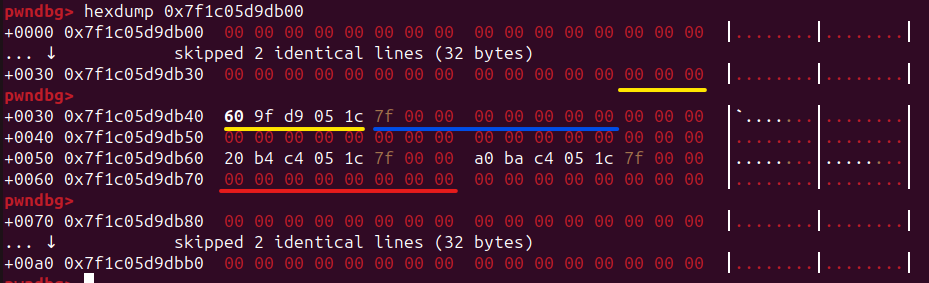 pwndbg> hexdump 0x7f1c05d9db00
+0000 0x7f1c05d9db00  00 00 00 00 00 00 00 00  00 00 00 00 00 00 00 00  |........|........|
... ↓            skipped 2 identical lines (32 bytes)
+0030 0x7f1c05d9db30  00 00 00 00 00 00 00 00  00 00 00 00 00 00 00 00  |........|........|
pwndbg>
+0030 0x7f1c05d9db40  60 9f d9 05 1c 7f 00 00  00 00 00 00 00 00 00 00  |`.......|........|
+0040 0x7f1c05d9db50  00 00 00 00 00 00 00 00  00 00 00 00 00 00 00 00  |........|........|
+0050 0x7f1c05d9db60  20 b4 c4 05 1c 7f 00 00  a0 ba c4 05 1c 7f 00 00  |........|........|
+0060 0x7f1c05d9db70  00 00 00 00 00 00 00 00  00 00 00 00 00 00 00 00  |........|........|
pwndbg>
+0070 0x7f1c05d9db80  00 00 00 00 00 00 00 00  00 00 00 00 00 00 00 00  |........|........|
... ↓            skipped 2 identical lines (32 bytes)
+00a0 0x7f1c05d9dbb0  00 00 00 00 00 00 00 00  00 00 00 00 00 00 00 00  |........|........|
pwndbg>